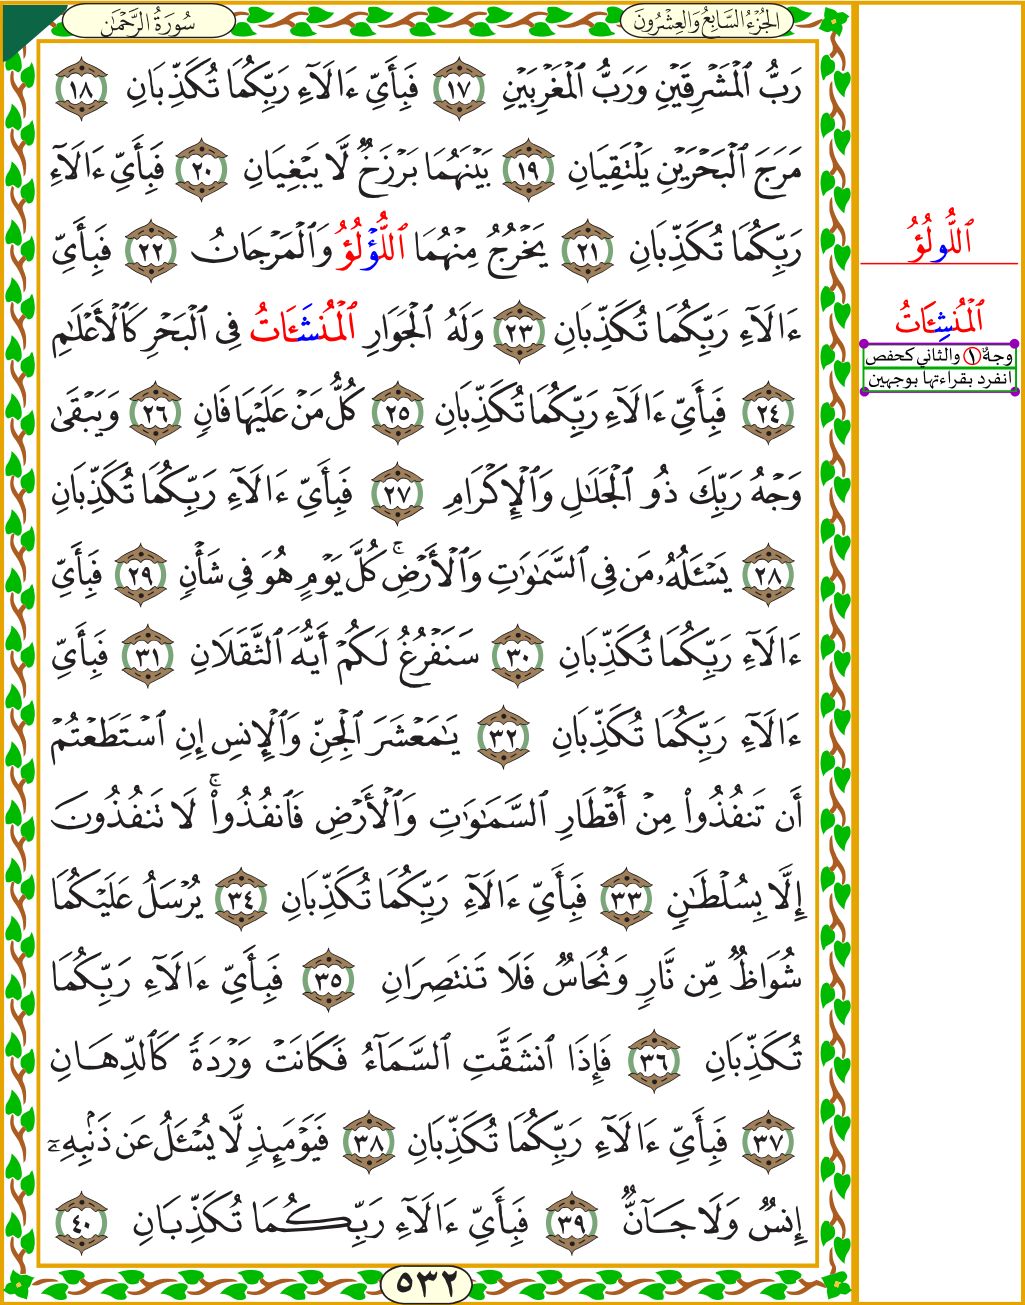 سُورَةُ الرَّحْمَٰن
الجُزءُ السَّابِعُ وَالعِشْرُونَ
رَبُّ ٱلْمَشْرِقَيْنِ وَرَبُّ ٱلْمَغْرِبَيْنِ ١٧ فَبِأَيِّ ءَالَآءِ رَبِّكُمَا تُكَذِّبَانِ ١٨
مَرَجَ ٱلْبَحْرَيْنِ يَلْتَقِيَانِ ١٩ بَيْنَهُمَا بَرْزَخٌ لَّا يَبْغِيَانِ ٢٠ فَبِأَيِّ ءَالَآءِ
رَبِّكُمَا تُكَذِّبَانِ ٢١ يَخْرُجُ مِنْهُمَا ٱللُّؤْلُؤُ وَٱلْمَرْجَانُ ٢٢ فَبِأَيِّ
ءَالَآءِ رَبِّكُمَا تُكَذِّبَانِ ٢٣ وَلَهُ ٱلْجَوَارِ ٱلْمُنشَـَٔاتُ فِي ٱلْبَحْرِ كَٱلْأَعْلَٰمِ
٢٤ فَبِأَيِّ ءَالَآءِ رَبِّكُمَا تُكَذِّبَانِ ٢٥ كُلُّ مَنْ عَلَيْهَا فَانٍ ٢٦ وَيَبْقَىٰ
وَجْهُ رَبِّكَ ذُو ٱلْجَلَٰلِ وَٱلْإِكْرَامِ ٢٧ فَبِأَيِّ ءَالَآءِ رَبِّكُمَا تُكَذِّبَانِ
٢٨ يَسْـَٔلُهُۥ مَن فِي ٱلسَّمَٰوَٰتِ وَٱلْأَرْضِۚ كُلَّ يَوْمٍ هُوَ فِي شَأْنٍ ٢٩ فَبِأَيِّ
ءَالَآءِ رَبِّكُمَا تُكَذِّبَانِ ٣٠ سَنَفْرُغُ لَكُمْ أَيُّهَ ٱلثَّقَلَانِ ٣١ فَبِأَيِّ
ءَالَآءِ رَبِّكُمَا تُكَذِّبَانِ ٣٢ يَٰمَعْشَرَ ٱلْجِنِّ وَٱلْإِنسِ إِنِ ٱسْتَطَعْتُمْ
أَن تَنفُذُواْ مِنْ أَقْطَارِ ٱلسَّمَٰوَٰتِ وَٱلْأَرْضِ فَٱنفُذُواْۚ لَا تَنفُذُونَ
إِلَّا بِسُلْطَٰنٍ ٣٣ فَبِأَيِّ ءَالَآءِ رَبِّكُمَا تُكَذِّبَانِ ٣٤ يُرْسَلُ عَلَيْكُمَا
شُوَاظٌ مِّن نَّارٍ وَنُحَاسٌ فَلَا تَنتَصِرَانِ ٣٥ فَبِأَيِّ ءَالَآءِ رَبِّكُمَا
تُكَذِّبَانِ ٣٦ فَإِذَا ٱنشَقَّتِ ٱلسَّمَآءُ فَكَانَتْ وَرْدَةً كَٱلدِّهَانِ
٣٧ فَبِأَيِّ ءَالَآءِ رَبِّكُمَا تُكَذِّبَانِ ٣٨ فَيَوْمَئِذٍ لَّا يُسْـَٔلُ عَن ذَنۢبِهِۦٓ
إِنسٌ وَلَا جَآنٌّ ٣٩ فَبِأَيِّ ءَالَآءِ رَبِّكُمَا تُكَذِّبَانِ ٤٠
٥٣٢
ٱللُّولُؤُ
ٱلْمُنشِـَٔاتُ
وجهٌ ١ والثاني كحفص
انفرد بقراءتها بوجهين